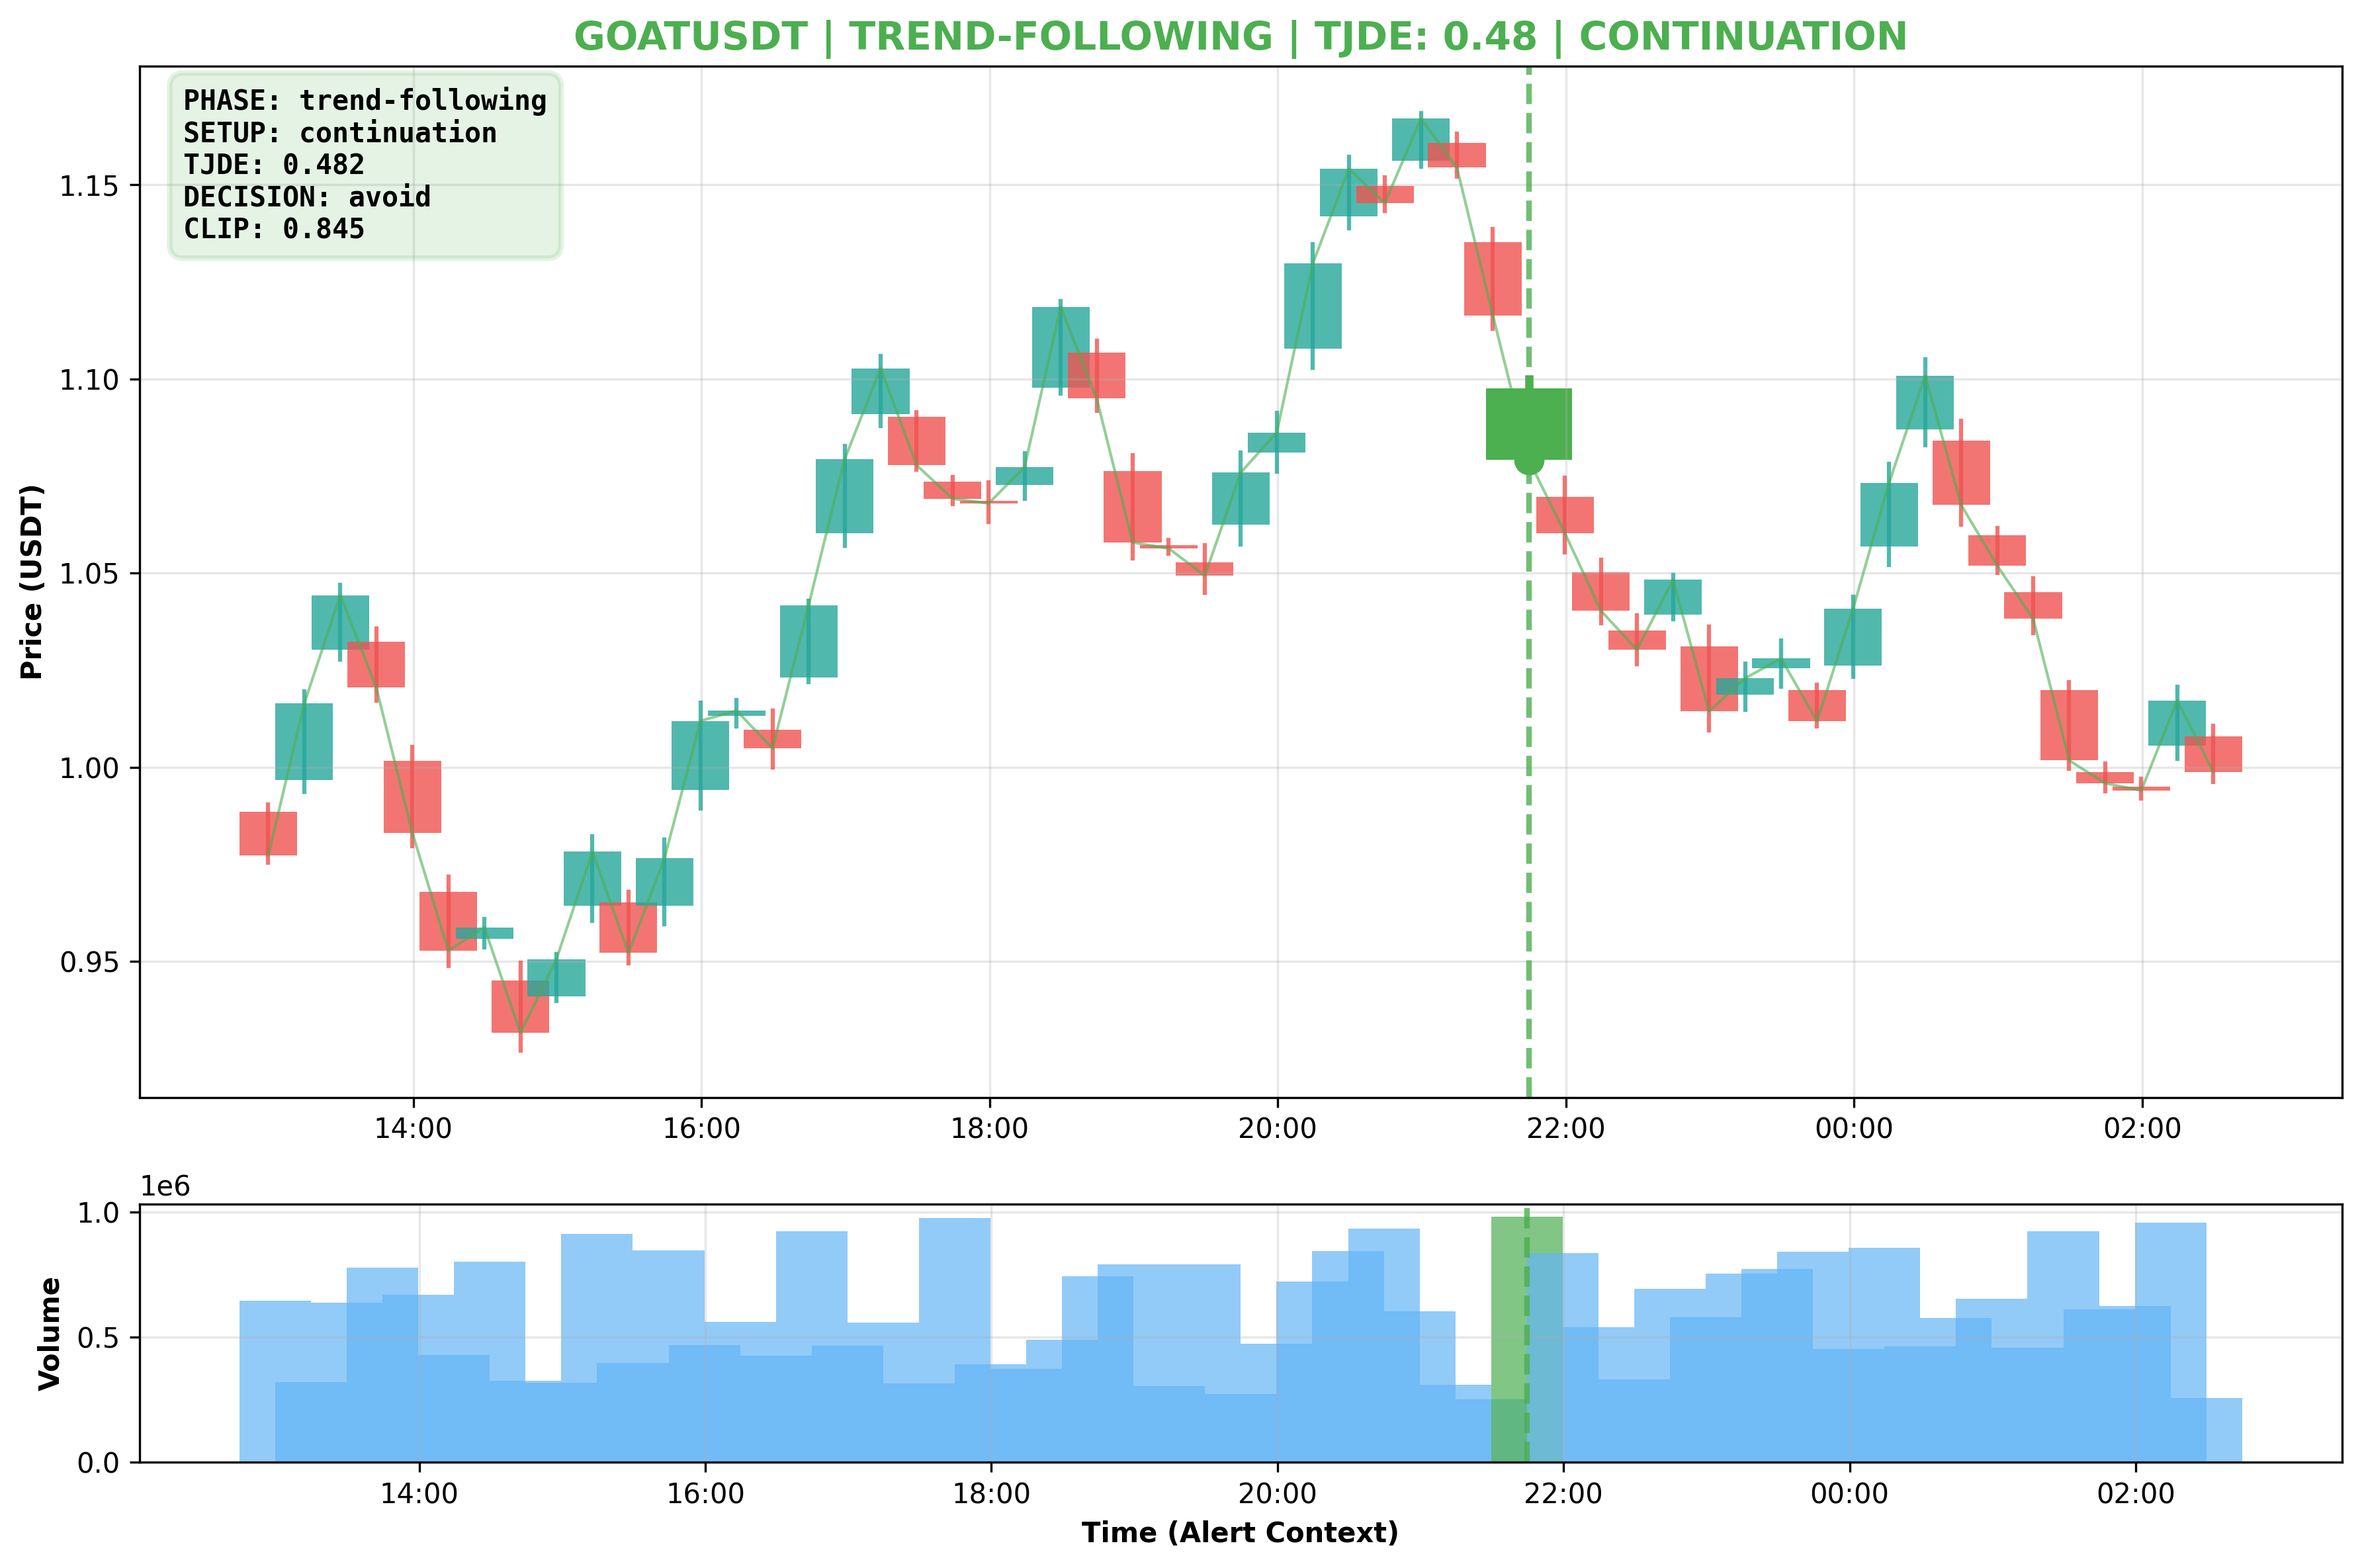 GOATUSDT | TREND-FOLLOWING | TJDE: 0.48 | CONTINUATION
PHASE: trend-following
SETUP: continuation
TJDE: 0.482
DECISION: avoid
CLIP: 0.845
Price (USDT)
1.15
1.10
1.05
1.00
0.95
14:00 16:00 18:00 20:00 22:00 00:00 02:00
1e6
Volume
1.0
0.5
0.0
14:00 16:00 18:00 20:00 22:00 00:00 02:00
Time (Alert Context)